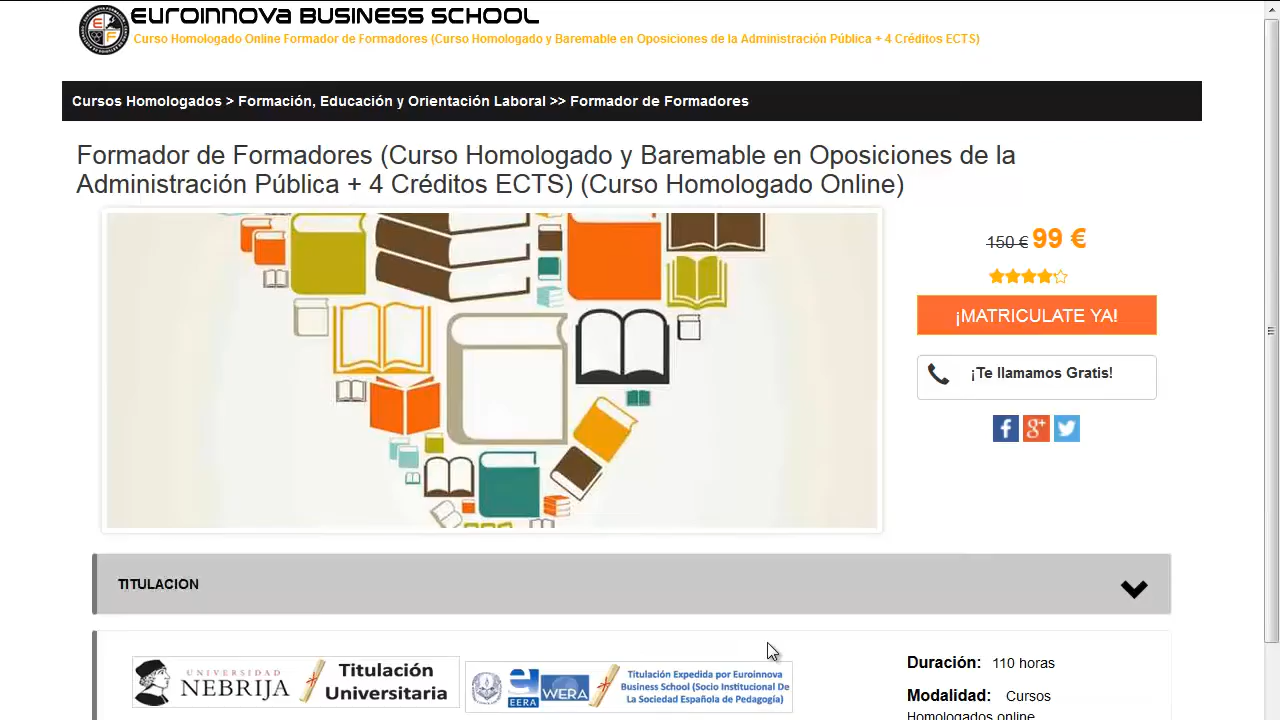 EUROINNOVA BUSINESS SCHOOL
Curso Homologado Online Formador de Formadores (Curso Homologado y Baremable en Oposiciones de la Administración Pública + 4 Créditos ECTS)
Cursos Homologados > Formación, Educación y Orientación Laboral >> Formador de Formadores
Formador de Formadores (Curso Homologado y Baremable en Oposiciones de la
Administración Pública + 4 Créditos ECTS) (Curso Homologado Online)
150 € 99 €
¡MATRICULATE YA!
¡Te llamamos Gratis!
TITULACION
UNIVERSIDAD
NEBRIJA
Titulación
Universitaria
EERA
WERA
Titulación Expedida por Euroinnova
Business School (Socio Institucional De
La Sociedad Española de Pedagogía)
Duración: 110 horas
Modalidad: Cursos
Homologados online